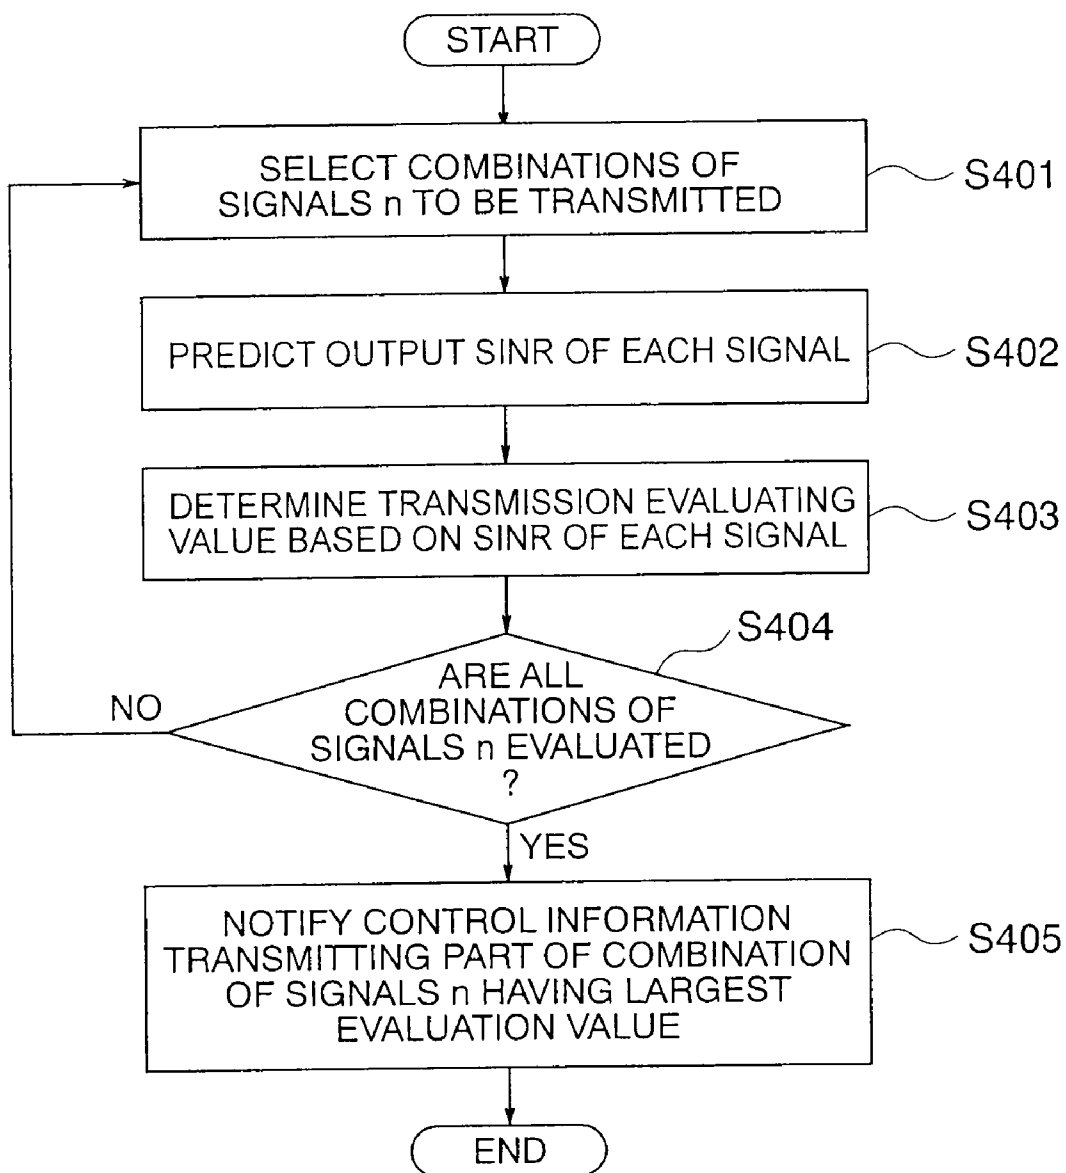 START
SELECT COMBINATIONS OF
SIGNALS n TO BE TRANSMITTED
S401
PREDICT OUTPUT SINR OF EACH SIGNAL
S402
DETERMINE TRANSMISSION EVALUATING
VALUE BASED ON SINR OF EACH SIGNAL
S403
S404
ARE ALL
COMBINATIONS OF
SIGNALS n EVALUATED
?
NO
YES
NOTIFY CONTROL INFORMATION
TRANSMITTING PART OF COMBINATION
OF SIGNALS n HAVING LARGEST
EVALUATION VALUE
S405
END